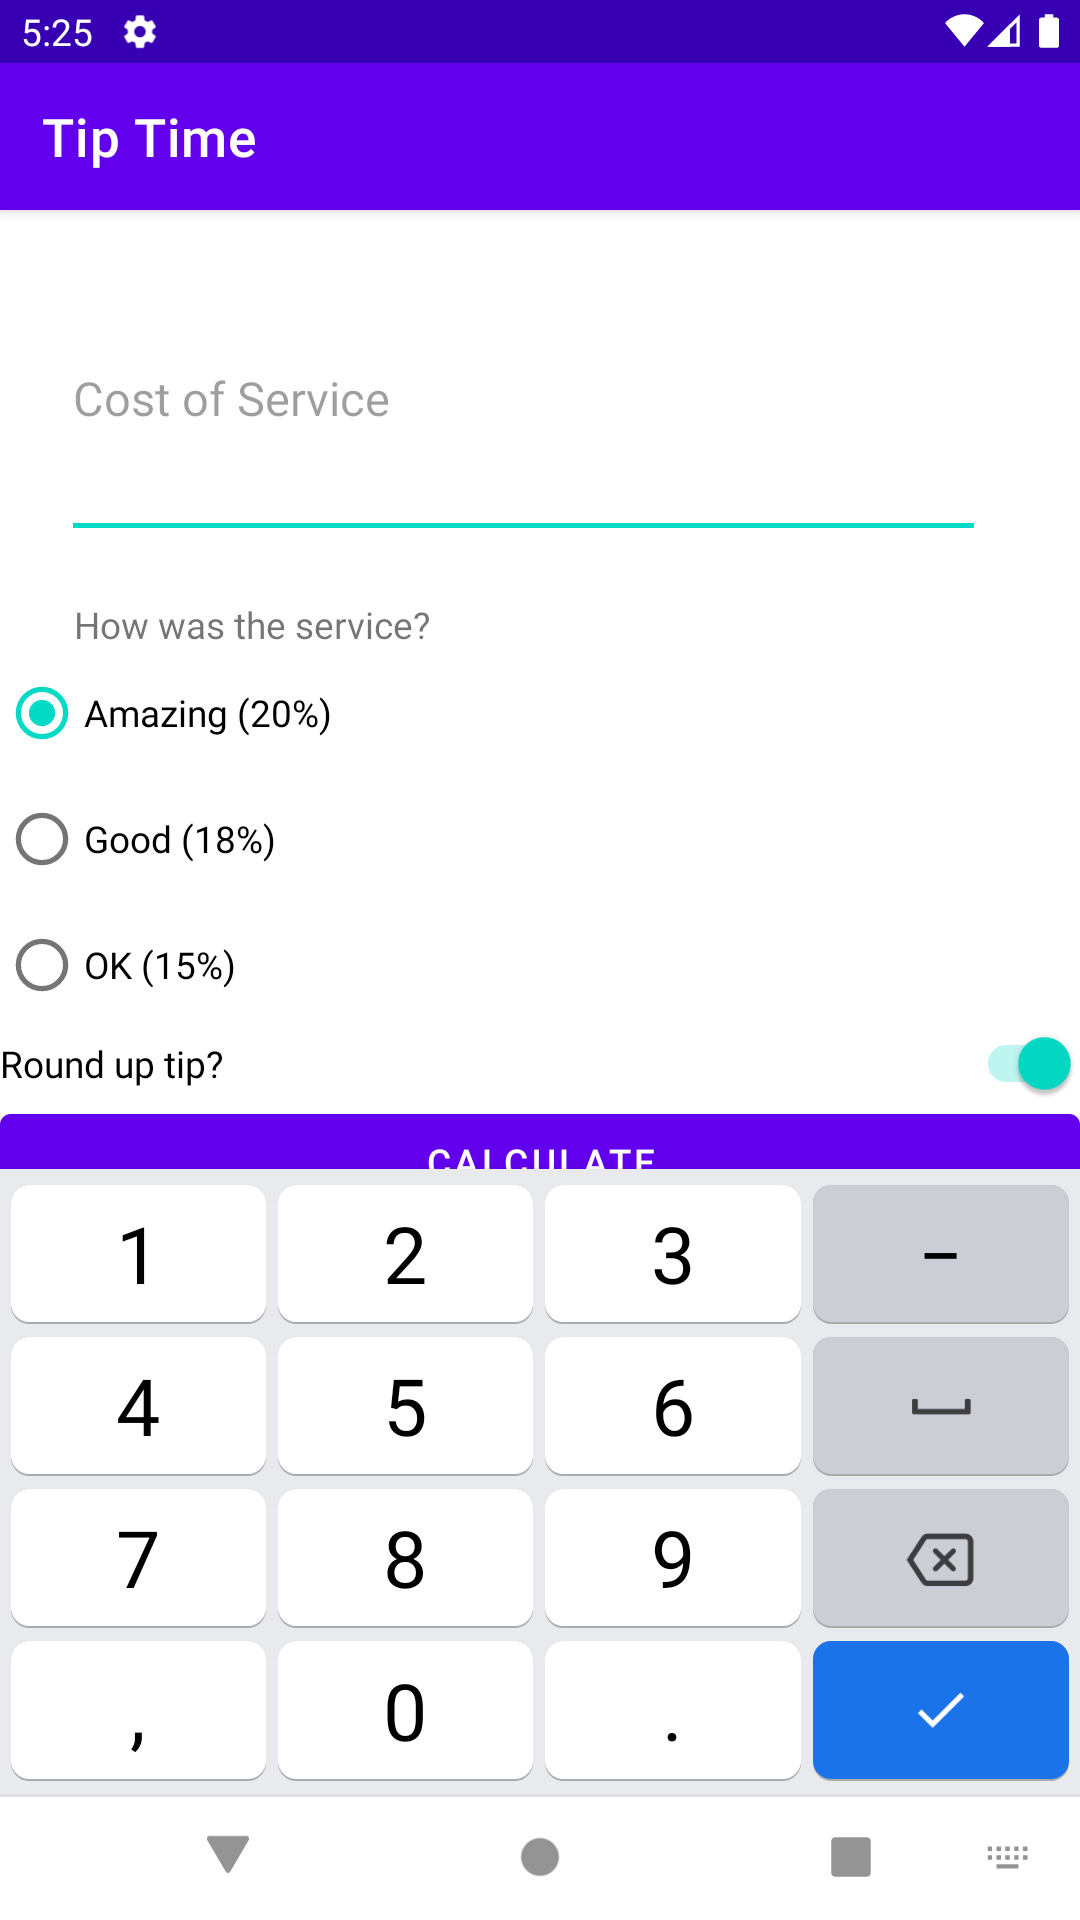 5:25
Tip Time
Cost of Service
How was the service?
Amazing (20%)
Good (18%)
OK (15%)
Round up tip?
CALCULATE
1 2 3 –
4 5 6
7 8 9
, 0 .